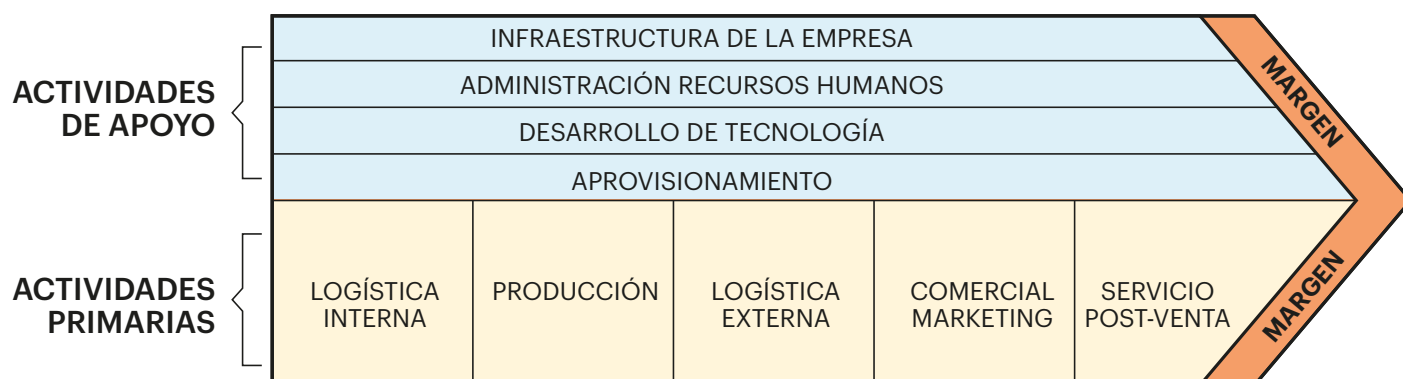 ACTIVIDADES
DE APOYO
INFRAESTRUCTURA DE LA EMPRESA
ADMINISTRACIÓN RECURSOS HUMANOS
DESARROLLO DE TECNOLOGÍA
APROVISIONAMIENTO
MARGEN
ACTIVIDADES
PRIMARIAS
LOGÍSTICA
INTERNA
PRODUCCIÓN
LOGÍSTICA
EXTERNA
COMERCIAL
MARKETING
SERVICIO
POST-VENTA
MARGEN